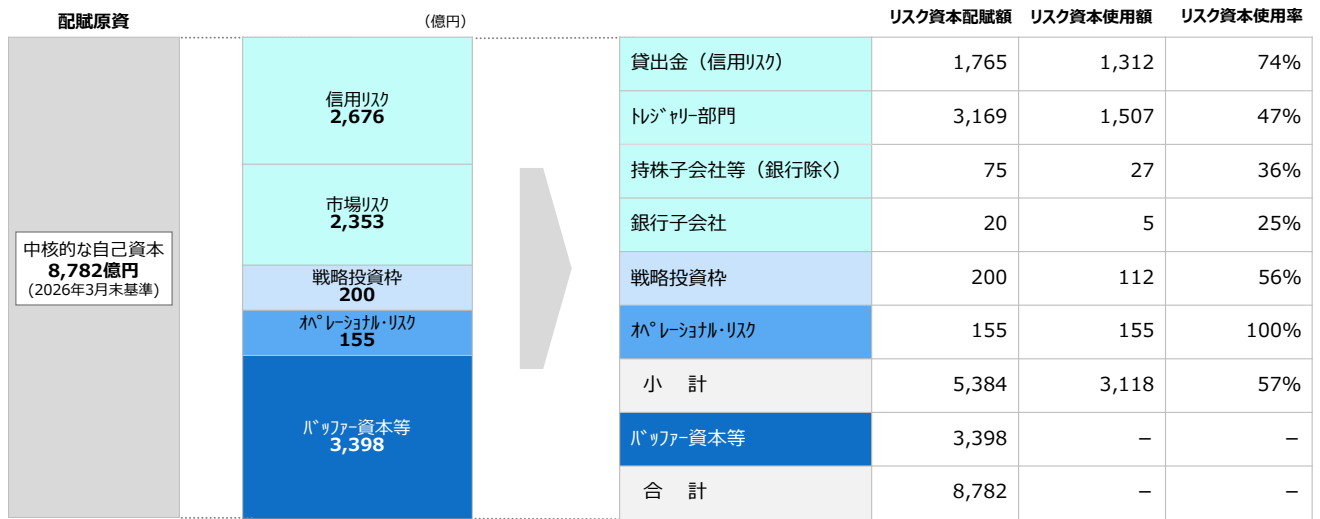 配賦原資
(億円)
リスク資本配賦額 リスク資本使用額 リスク資本使用率
中核的な自己資本
8,782億円
(2026年3月末基準)
信用リスク
2,676
市場リスク
2,353
戦略投資枠
200
オペレーショナル・リスク
155
バッファー資本等
3,398
貸出金（信用リスク） 1,765 1,312 74%
トレジャリー部門 3,169 1,507 47%
持株子会社等（銀行除く） 75 27 36%
銀行子会社 20 5 25%
戦略投資枠 200 112 56%
オペレーショナル・リスク 155 155 100%
小 計 5,384 3,118 57%
バッファー資本等 3,398 – –
合 計 8,782 – –